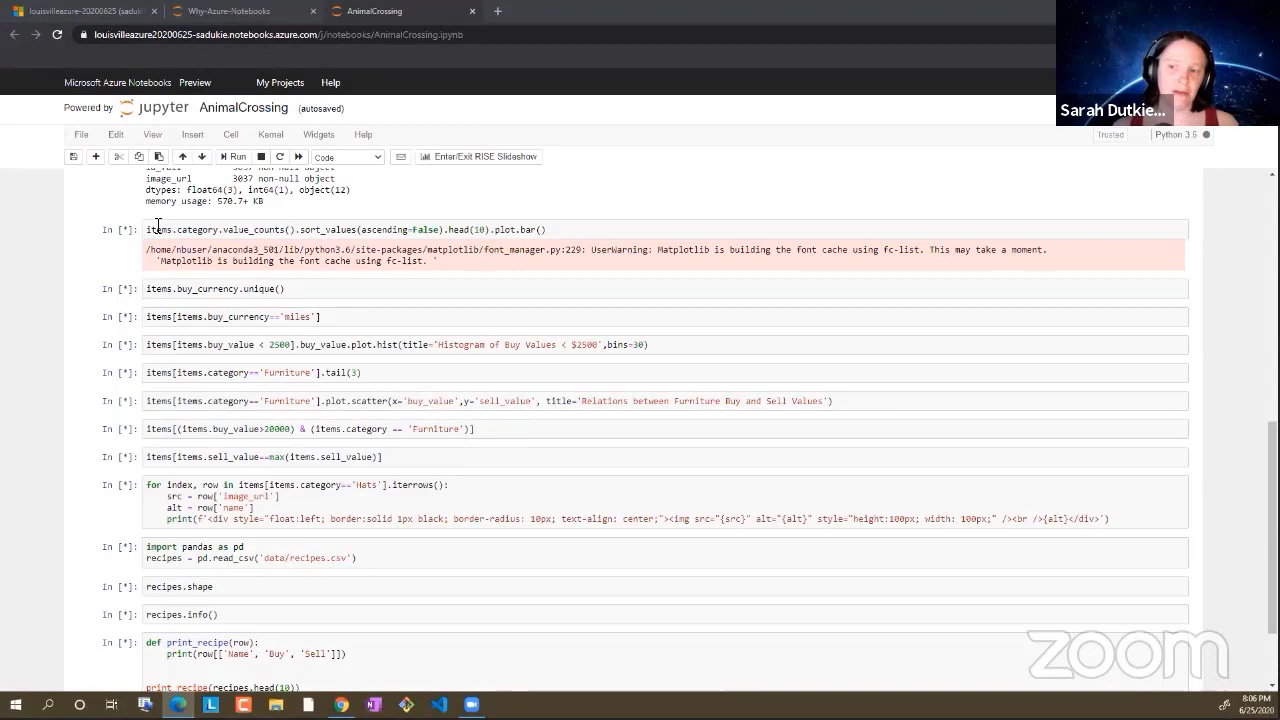 louisvilleazure20200625 (sadukie
Why-Azure-Notebooks
AnimalCrossing
louisvilleazure20200625-sadukie.notebooks.azure.com/j/notebooks/AnimalCrossing.ipynb
Microsoft Azure Notebooks Preview My Projects Help
Powered by jupyter AnimalCrossing (autosaved)
Sarah Dutkie...
File Edit View Insert Cell Kernel Widgets Help
Trusted Python 3.6
Run Code Enter/Exit RISE Slideshow
image_url 3037 non-null object
dtypes: float64(3), int64(1), object(12)
memory usage: 570.7+ KB
In [*]: items.category.value_counts().sort_values(ascending=False).head(10).plot.bar()
/home/nbuser/anaconda3_501/lib/python3.6/site-packages/matplotlib/font_manager.py:229: UserWarning: Matplotlib is building the font cache using fc-list. This may take a moment.
'Matplotlib is building the font cache using fc-list. '
In [*]: items.buy_currency.unique()
In [*]: items[items.buy_currency=='miles']
In [*]: items[items.buy_value < 2500].buy_value.plot.hist(title='Histogram of Buy Values < $2500',bins=30)
In [*]: items[items.category=='Furniture'].tail(3)
In [*]: items[items.category=='Furniture'].plot.scatter(x='buy_value',y='sell_value', title='Relations between Furniture Buy and Sell Values')
In [*]: items[(items.buy_value>20000) & (items.category == 'Furniture')]
In [*]: items[items.sell_value==max(items.sell_value)]
In [*]: for index, row in items[items.category=='Hats'].iterrows():
src = row['image_url']
alt = row['name']
print(f'<div style="float:left; border:solid 1px black; border-radius: 10px; text-align: center;"><img src="{src}" alt="{alt}" style="height:100px; width: 100px;" /><br />{alt}</div>')
In [*]: import pandas as pd
recipes = pd.read_csv('data/recipes.csv')
In [*]: recipes.shape
In [*]: recipes.info()
In [*]: def print_recipe(row):
print(row[['Name', 'Buy', 'Sell']])
print_recipe(recipes.head(10))
zoom
8:06 PM
6/25/2020